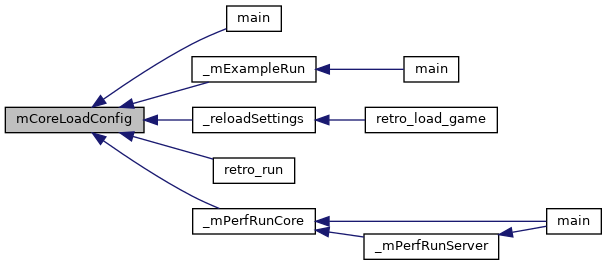 main
_mExampleRun
main
mCoreLoadConfig
_reloadSettings
retro_load_game
retro_run
_mPerfRunCore
main
_mPerfRunServer